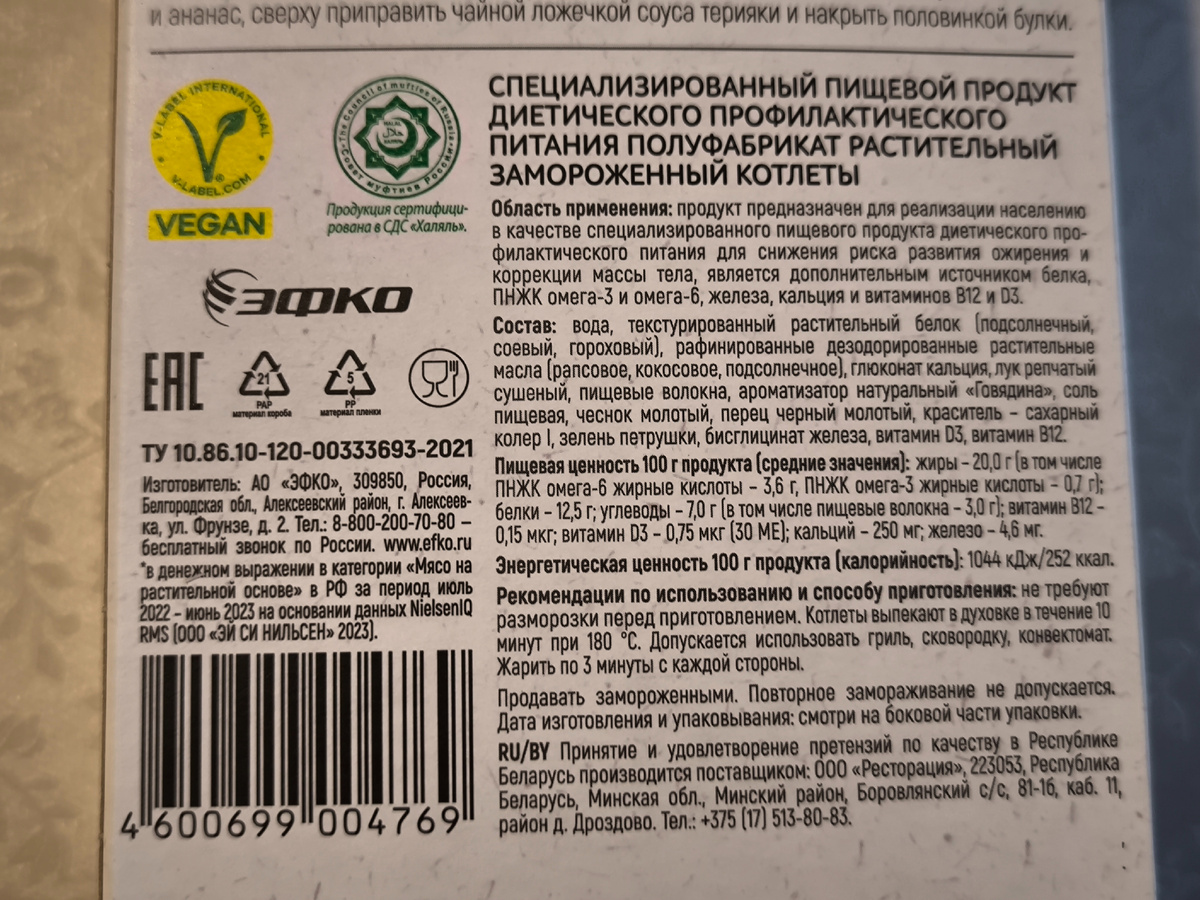 и ананас, сверху приправить чайной ложечкой соуса терияки и накрыть половинкой булки.
V-LABEL INTERNATIONAL
V-LABEL.COM
®
VEGAN
The Council of mufties of Russia
HALAL
حلال
Совет муфтиев России
Продукция сертифици-
рована в СДС «Халяль».
ЭФКО
EAC
21
PAP
материал короба
5
PP
материал пленки
ТУ 10.86.10-120-00333693-2021
Изготовитель: АО «ЭФКО», 309850, Россия,
Белгородская обл., Алексеевский район, г. Алексеев-
ка, ул. Фрунзе, д. 2. Тел.: 8-800-200-70-80 –
бесплатный звонок по России. www.efko.ru
*в денежном выражении в категории «Мясо на
растительной основе» в РФ за период июль
2022 – июнь 2023 на основании данных NielsenIQ
RMS (ООО «ЭЙ СИ НИЛЬСЕН» 2023).
4 600699 004769
СПЕЦИАЛИЗИРОВАННЫЙ ПИЩЕВОЙ ПРОДУКТ
ДИЕТИЧЕСКОГО ПРОФИЛАКТИЧЕСКОГО
ПИТАНИЯ ПОЛУФАБРИКАТ РАСТИТЕЛЬНЫЙ
ЗАМОРОЖЕННЫЙ КОТЛЕТЫ
Область применения: продукт предназначен для реализации населению
в качестве специализированного пищевого продукта диетического про-
филактического питания для снижения риска развития ожирения и
коррекции массы тела, является дополнительным источником белка,
ПНЖК омега-3 и омега-6, железа, кальция и витаминов B12 и D3.
Состав: вода, текстурированный растительный белок (подсолнечный,
соевый, гороховый), рафинированные дезодорированные растительные
масла (рапсовое, кокосовое, подсолнечное), глюконат кальция, лук репчатый
сушеный, пищевые волокна, ароматизатор натуральный «Говядина», соль
пищевая, чеснок молотый, перец черный молотый, краситель – сахарный
колер I, зелень петрушки, бисглицинат железа, витамин D3, витамин B12.
Пищевая ценность 100 г продукта (средние значения): жиры – 20,0 г (в том числе
ПНЖК омега-6 жирные кислоты – 3,6 г, ПНЖК омега-3 жирные кислоты – 0,7 г);
белки – 12,5 г; углеводы – 7,0 г (в том числе пищевые волокна – 3,0 г); витамин B12 –
0,15 мкг; витамин D3 – 0,75 мкг (30 МЕ); кальций – 250 мг; железо – 4,6 мг.
Энергетическая ценность 100 г продукта (калорийность): 1044 кДж/252 ккал.
Рекомендации по использованию и способу приготовления: не требуют
разморозки перед приготовлением. Котлеты выпекают в духовке в течение 10
минут при 180 °С. Допускается использовать гриль, сковородку, конвектомат.
Жарить по 3 минуты с каждой стороны.
Продавать замороженными. Повторное замораживание не допускается.
Дата изготовления и упаковывания: смотри на боковой части упаковки.
RU/BY Принятие и удовлетворение претензий по качеству в Республике
Беларусь производится поставщиком: ООО «Ресторация», 223053, Республика
Беларусь, Минская обл., Минский район, Боровлянский с/с, 81-16, каб. 11,
район д. Дроздово. Тел.: +375 (17) 513-80-83.